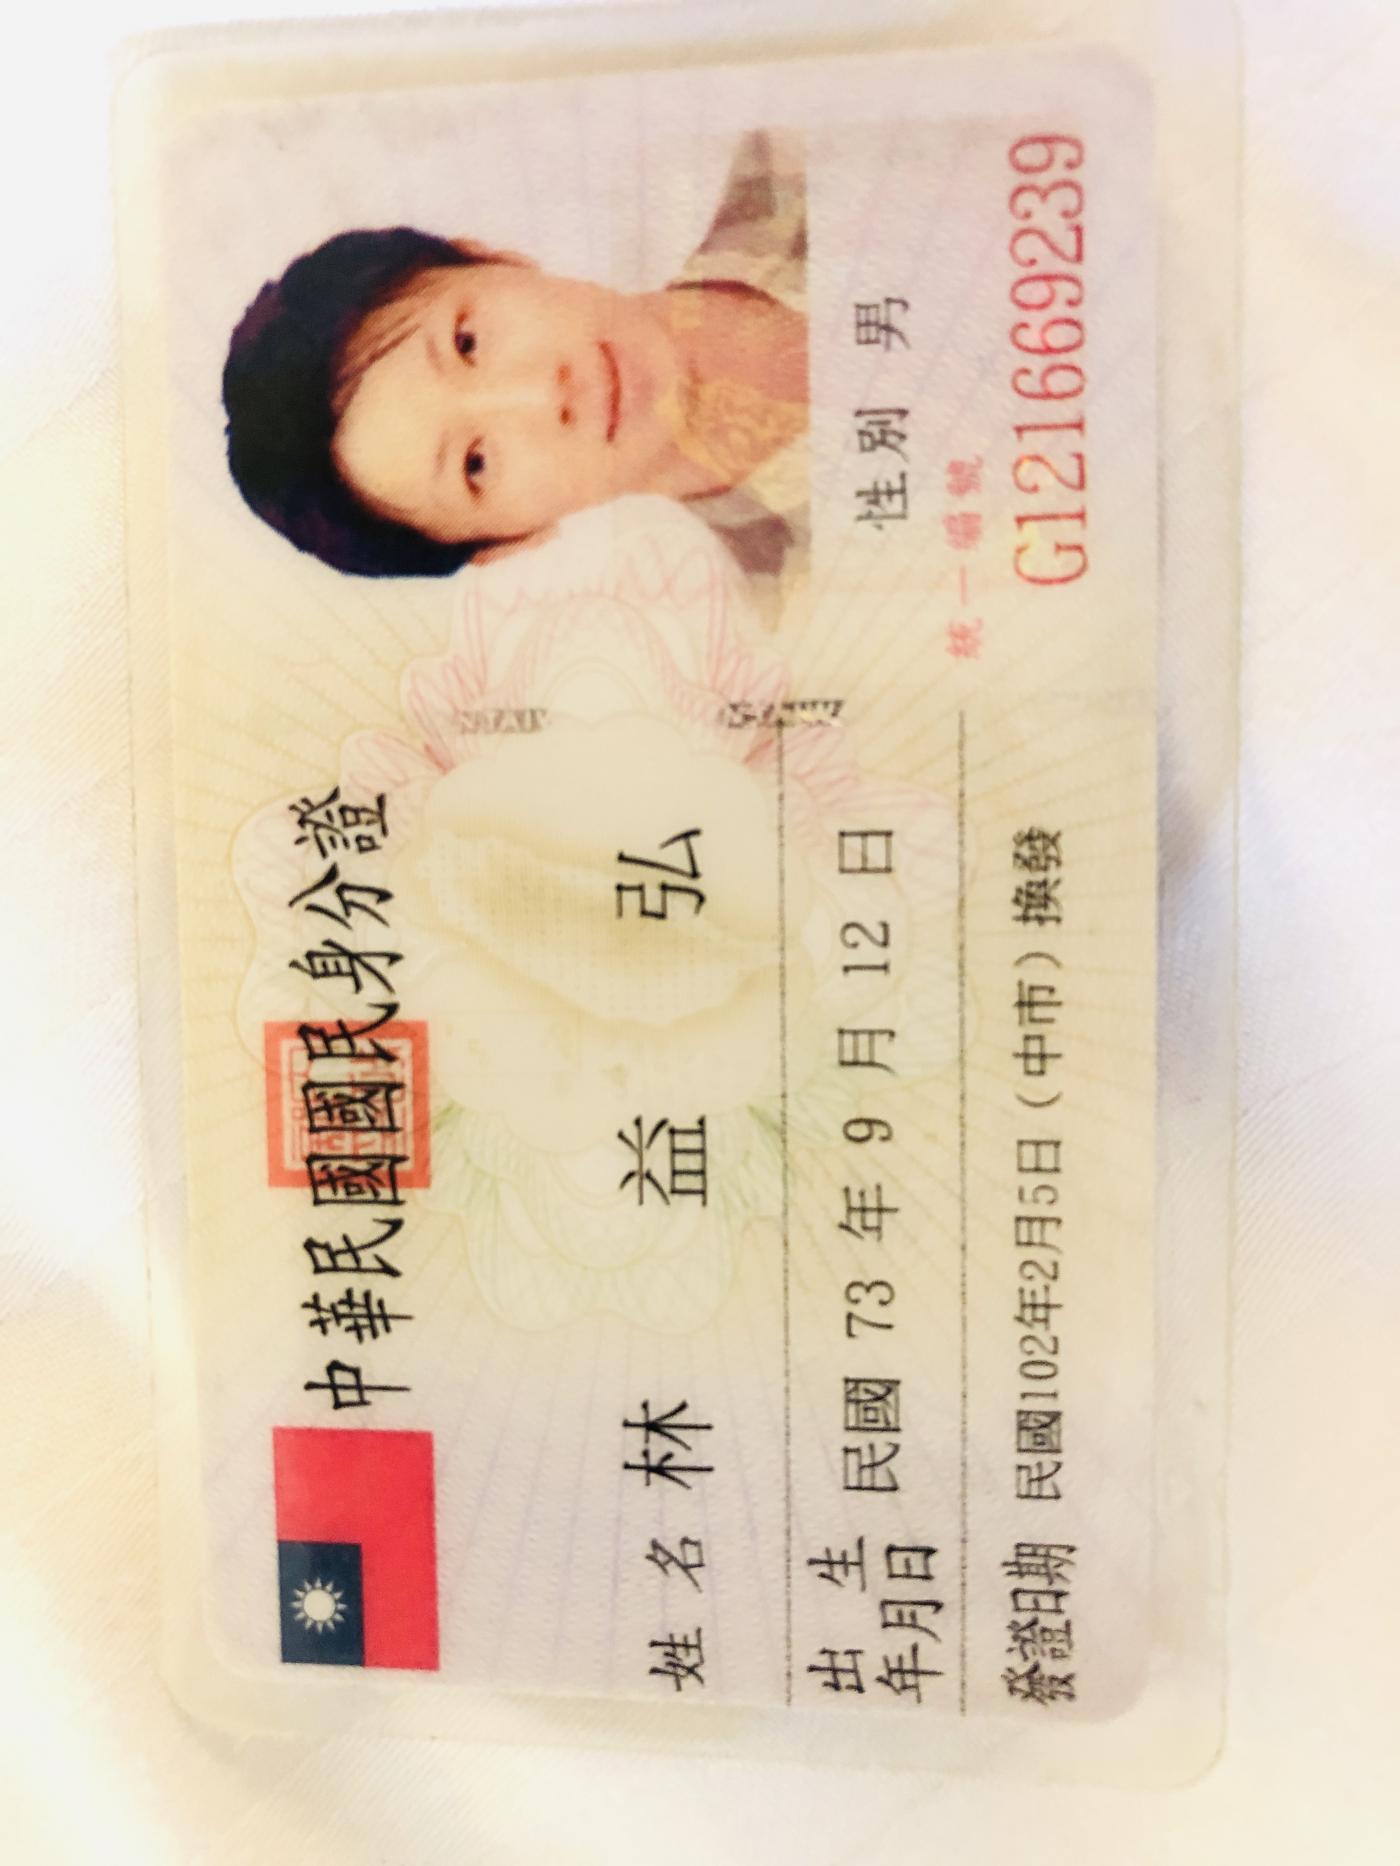 中華民國國民身分證
姓名 林益弘
出生年月日 民國 73 年 9 月 12 日
性別 男
發證日期 民國102年2月5日（中市）換發
統一編號
G121669239